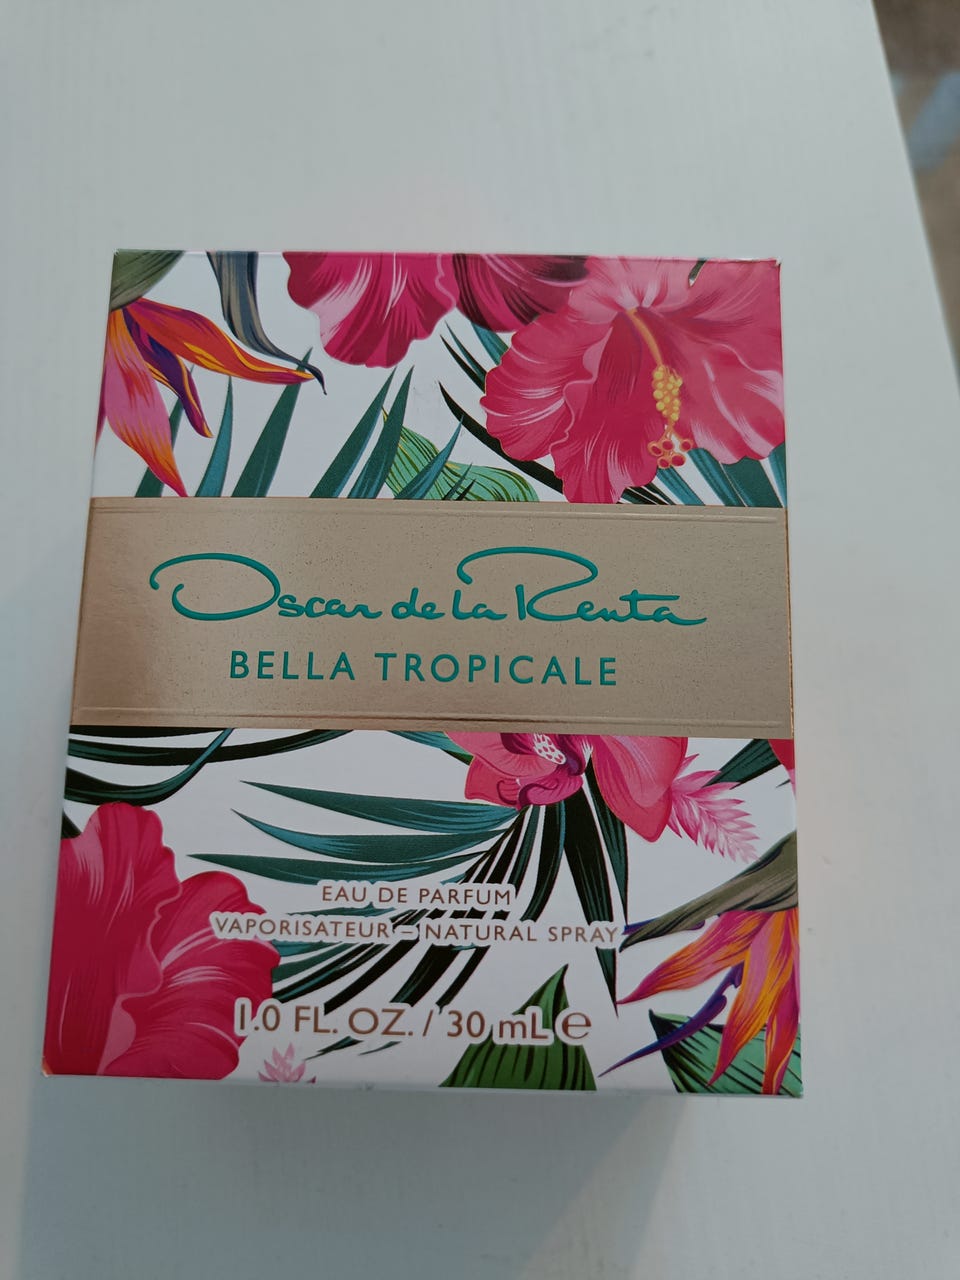 Oscar de la Renta
BELLA TROPICALE
EAU DE PARFUM
VAPORISATEUR – NATURAL SPRAY
1.0 FL. OZ. / 30 mL ℮